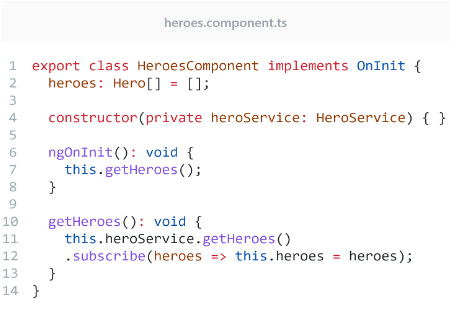 heroes.component.ts
1 export class HeroesComponent implements OnInit {
2   heroes: Hero[] = [];
3
4   constructor(private heroService: HeroService) { }
5
6   ngOnInit(): void {
7     this.getHeroes();
8   }
9
10   getHeroes(): void {
11     this.heroService.getHeroes()
12     .subscribe(heroes => this.heroes = heroes);
13   }
14 }